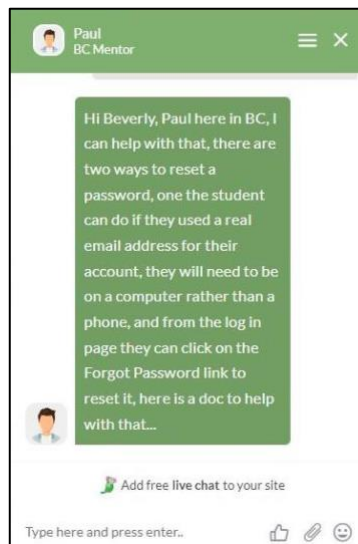 Paul
BC Mentor
Hi Beverly, Paul here in BC, I
can help with that, there are
two ways to reset a
password, one the student
can do if they used a real
email address for their
account, they will need to be
on a computer rather than a
phone, and from the log in
page they can click on the
Forgot Password link to
reset it, here is a doc to help
with that...
Add free live chat to your site
Type here and press enter..